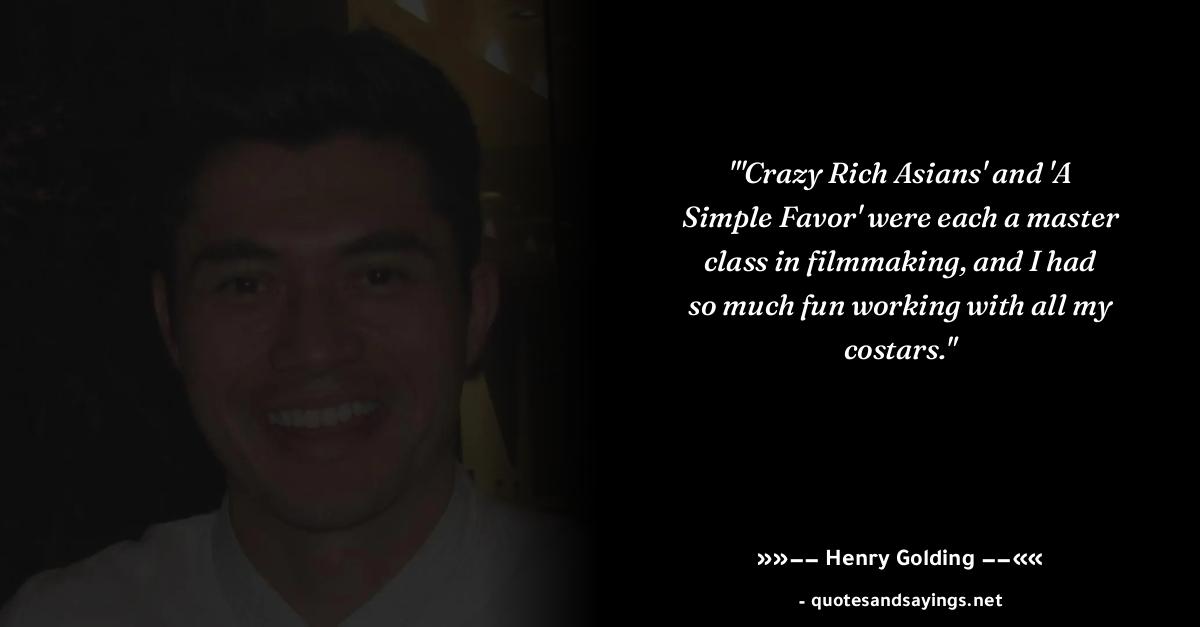 "'Crazy Rich Asians' and 'A
Simple Favor' were each a master
class in filmmaking, and I had
so much fun working with all my
costars."
»»–– Henry Golding ––««
- quotesandsayings.net